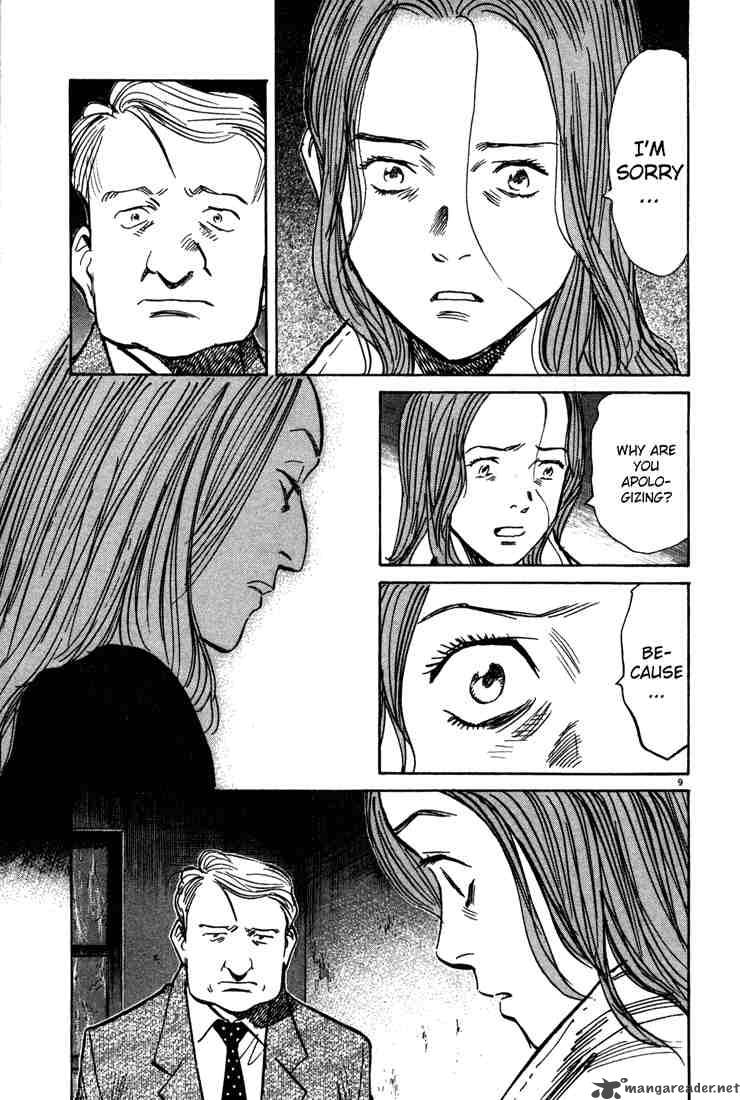 I'M
SORRY
...
WHY ARE
YOU
APOLO-
GIZING?
BE-
CAUSE
...
9
mangareader.net